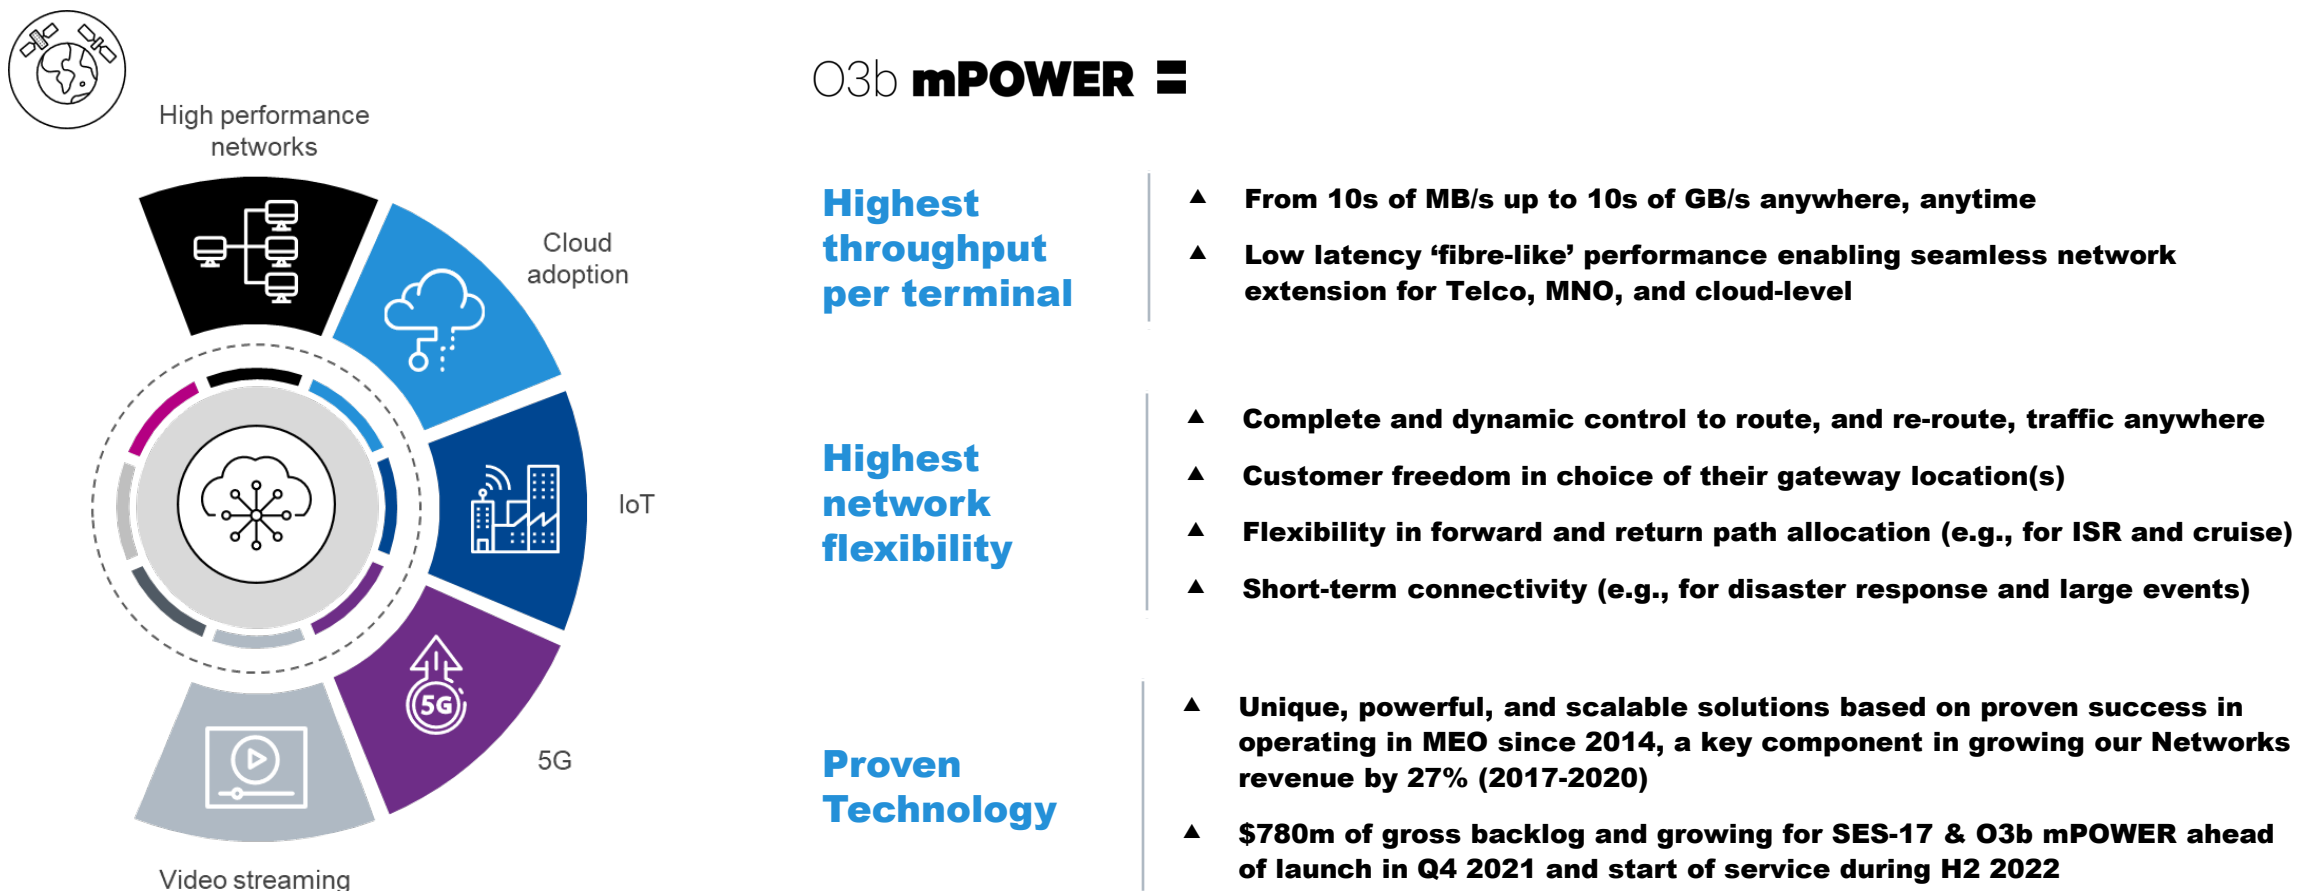 High performance
networks
Cloud
adoption
IoT
5G
5G
Video streaming
O3b mPOWER =
Highest
throughput
per terminal
▲ From 10s of MB/s up to 10s of GB/s anywhere, anytime
▲ Low latency ‘fibre-like’ performance enabling seamless network
extension for Telco, MNO, and cloud-level
Highest
network
flexibility
▲ Complete and dynamic control to route, and re-route, traffic anywhere
▲ Customer freedom in choice of their gateway location(s)
▲ Flexibility in forward and return path allocation (e.g., for ISR and cruise)
▲ Short-term connectivity (e.g., for disaster response and large events)
Proven
Technology
▲ Unique, powerful, and scalable solutions based on proven success in
operating in MEO since 2014, a key component in growing our Networks
revenue by 27% (2017-2020)
▲ $780m of gross backlog and growing for SES-17 & O3b mPOWER ahead
of launch in Q4 2021 and start of service during H2 2022